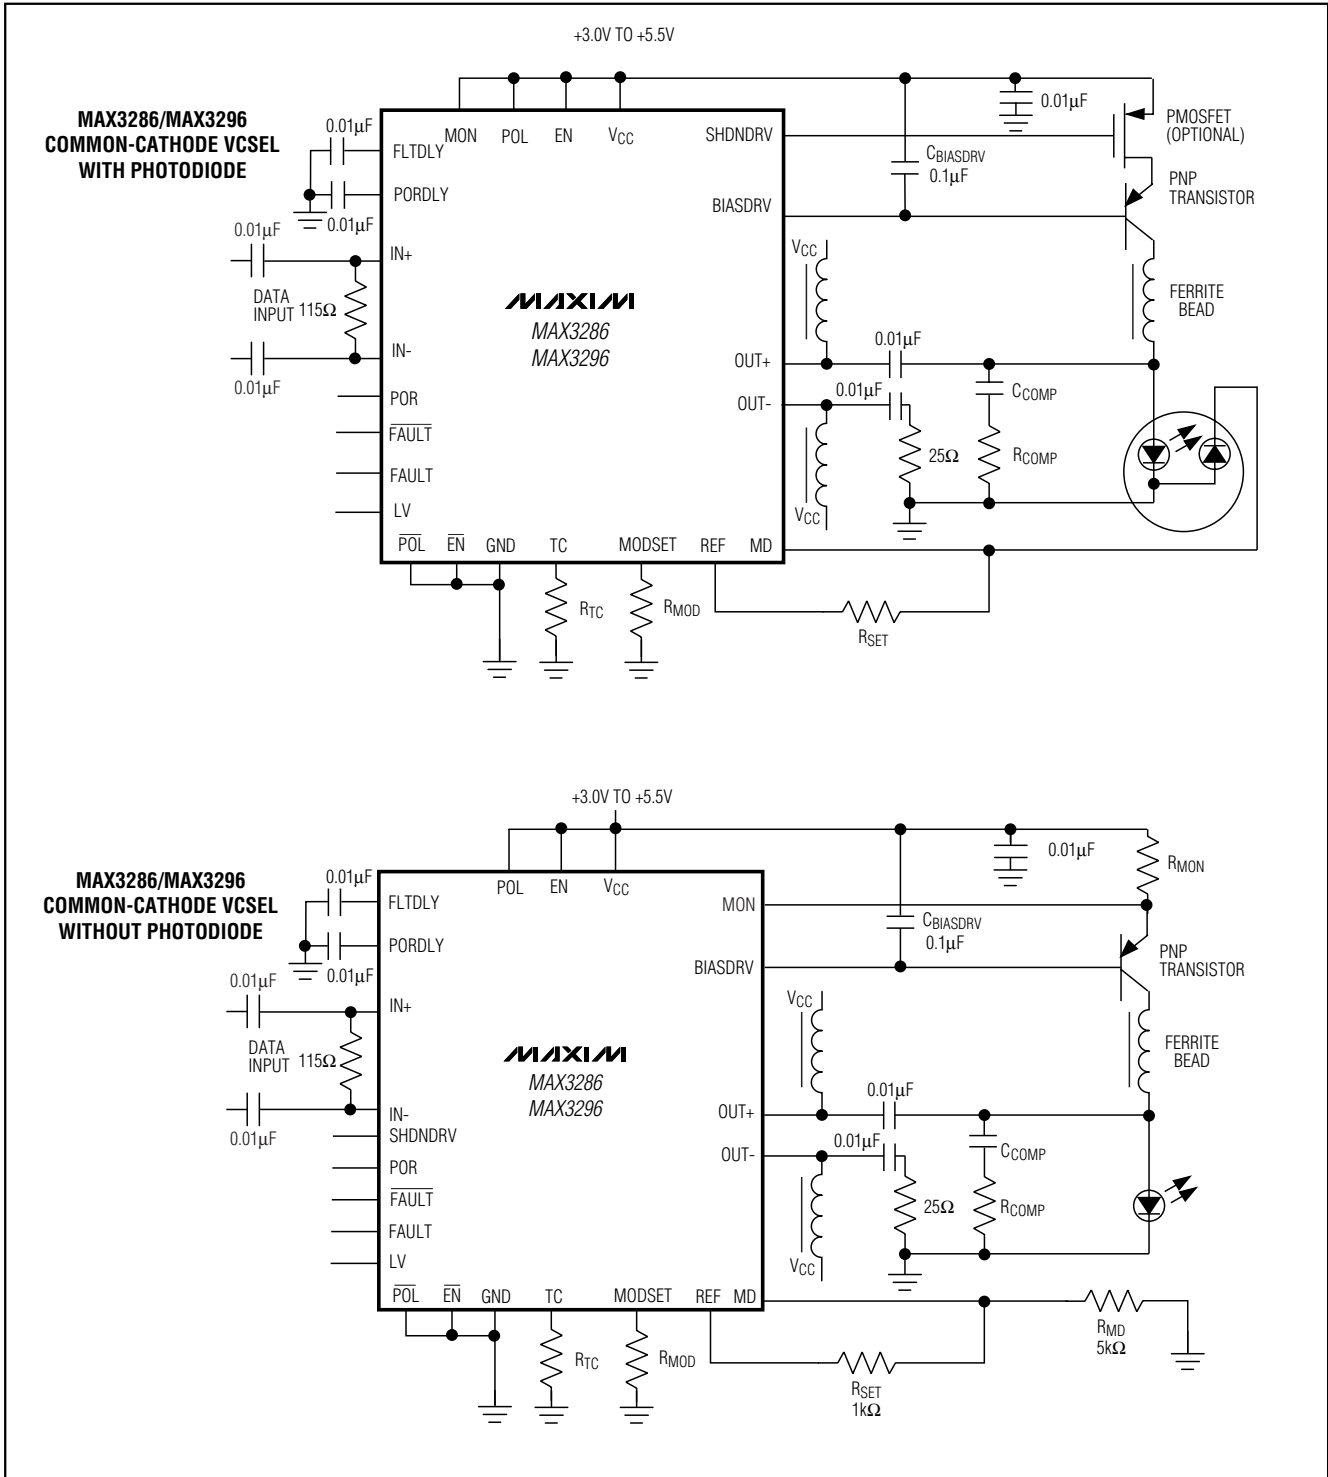 +3.0V TO +5.5V
MAX3286/MAX3296
COMMON-CATHODE VCSEL
WITH PHOTODIODE
0.01μF
FLTDLY
MON
POL
EN
VCC
SHDNDRV
0.01μF
PMOSFET
(OPTIONAL)
CBIASDRV
0.1μF
PORDLY
0.01μF
BIASDRV
PNP
TRANSISTOR
0.01μF
IN+
DATA
INPUT
115Ω
VCC
FERRITE
BEAD
MAXIM
MAX3286
MAX3296
0.01μF
IN-
0.01μF
OUT+
0.01μF
OUT-
CCOMP
POR
FAULT
25Ω
RCOMP
FAULT
LV
VCC
POL
EN
GND
TC
MODSET
REF
MD
RTC
RMOD
RSET
+3.0V TO +5.5V
MAX3286/MAX3296
COMMON-CATHODE VCSEL
WITHOUT PHOTODIODE
0.01μF
FLTDLY
POL
EN
VCC
MON
0.01μF
RMON
CBIASDRV
0.1μF
PORDLY
0.01μF
BIASDRV
PNP
TRANSISTOR
0.01μF
IN+
DATA
INPUT
115Ω
VCC
FERRITE
BEAD
MAXIM
MAX3286
MAX3296
0.01μF
IN-
0.01μF
OUT+
SHDNDRV
0.01μF
OUT-
CCOMP
POR
FAULT
25Ω
RCOMP
FAULT
LV
VCC
POL
EN
GND
TC
MODSET
REF
MD
RMD
5kΩ
RTC
RMOD
RSET
1kΩ